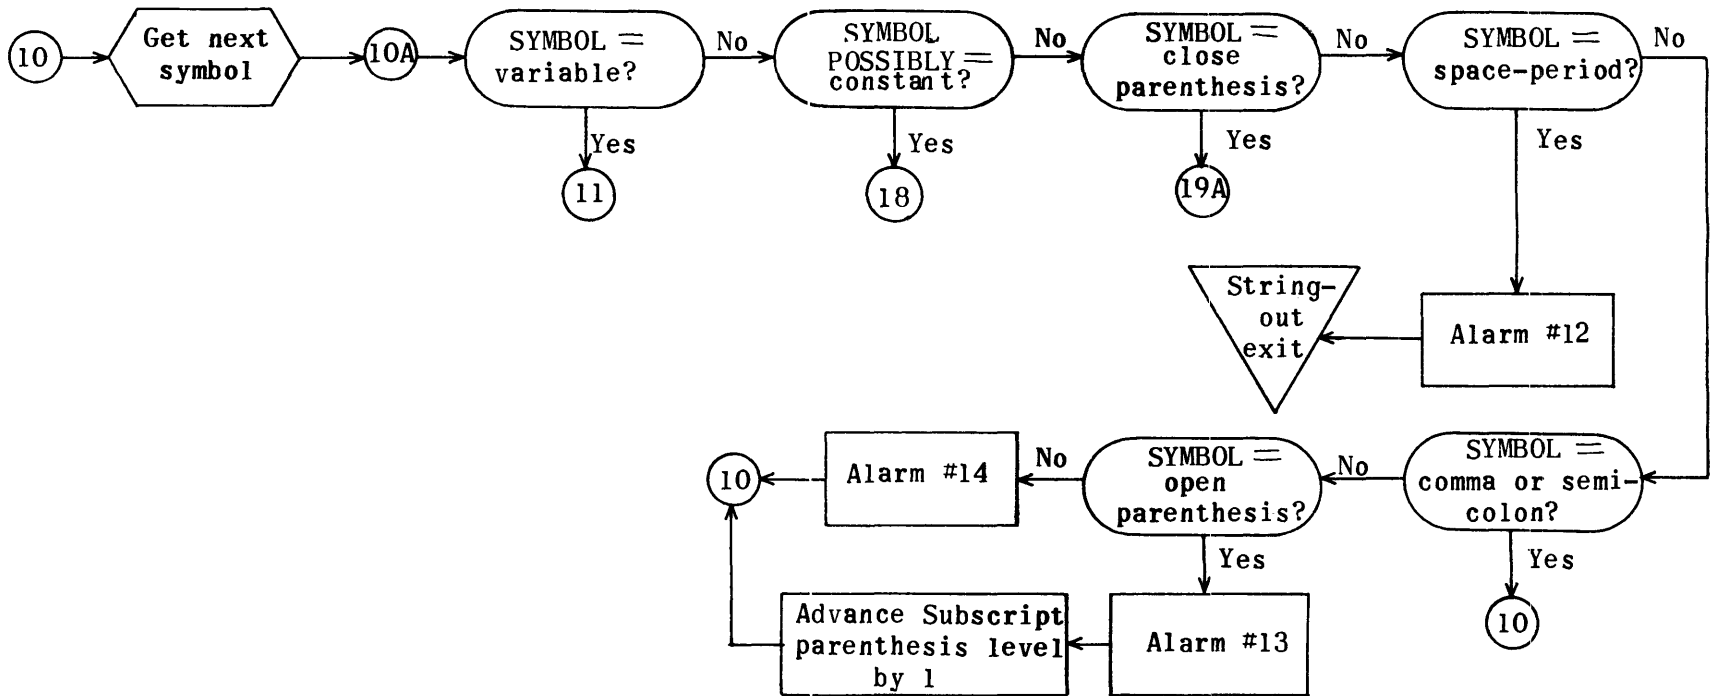 10
Get next
symbol
10A
SYMBOL =
variable?
No
Yes
11
SYMBOL
POSSIBLY =
constant?
No
Yes
18
SYMBOL =
close
parenthesis?
No
Yes
19A
SYMBOL =
space-period?
No
Yes
Alarm #12
String-
out
exit
SYMBOL =
comma or semi-
colon?
No
Yes
10
SYMBOL =
open
parenthesis?
No
Yes
Alarm #14
10
Alarm #13
Advance Subscript
parenthesis level
by 1